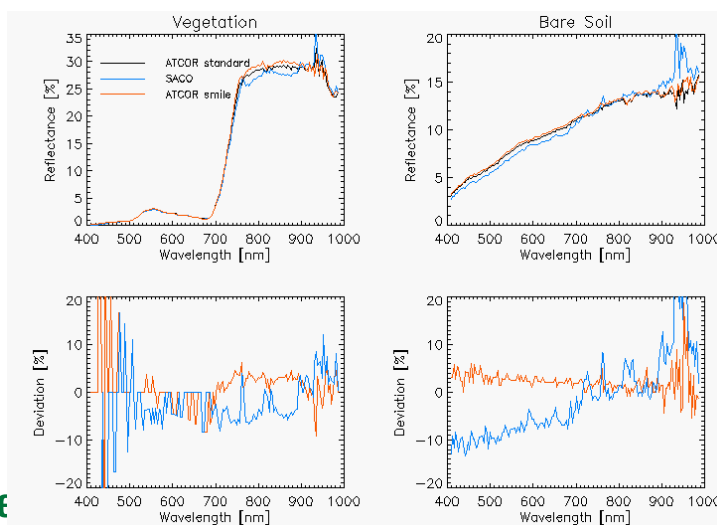 Vegetation
35
30
25
20
15
10
5
0
Reflectance [%]
ATCOR standard
SACO
ATCOR smile
400 500 600 700 800 900 1000
Wavelength [nm]
Bare Soil
20
15
10
5
0
Reflectance [%]
400 500 600 700 800 900 1000
Wavelength [nm]
20
10
0
−10
−20
Deviation [%]
400 500 600 700 800 900 1000
Wavelength [nm]
20
10
0
−10
−20
Deviation [%]
400 500 600 700 800 900 1000
Wavelength [nm]